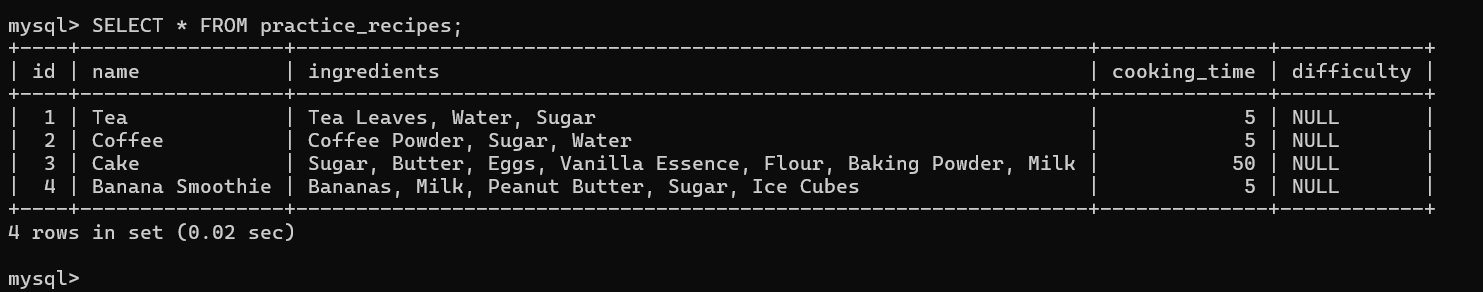 mysql> SELECT * FROM practice_recipes;
+----+-----------------+------------------------------------------------------------------+--------------+------------+
| id | name            | ingredients                                                      | cooking_time | difficulty |
+----+-----------------+------------------------------------------------------------------+--------------+------------+
|  1 | Tea             | Tea Leaves, Water, Sugar                                         |            5 | NULL       |
|  2 | Coffee          | Coffee Powder, Sugar, Water                                      |            5 | NULL       |
|  3 | Cake            | Sugar, Butter, Eggs, Vanilla Essence, Flour, Baking Powder, Milk |           50 | NULL       |
|  4 | Banana Smoothie | Bananas, Milk, Peanut Butter, Sugar, Ice Cubes                   |            5 | NULL       |
+----+-----------------+------------------------------------------------------------------+--------------+------------+
4 rows in set (0.02 sec)
mysql>